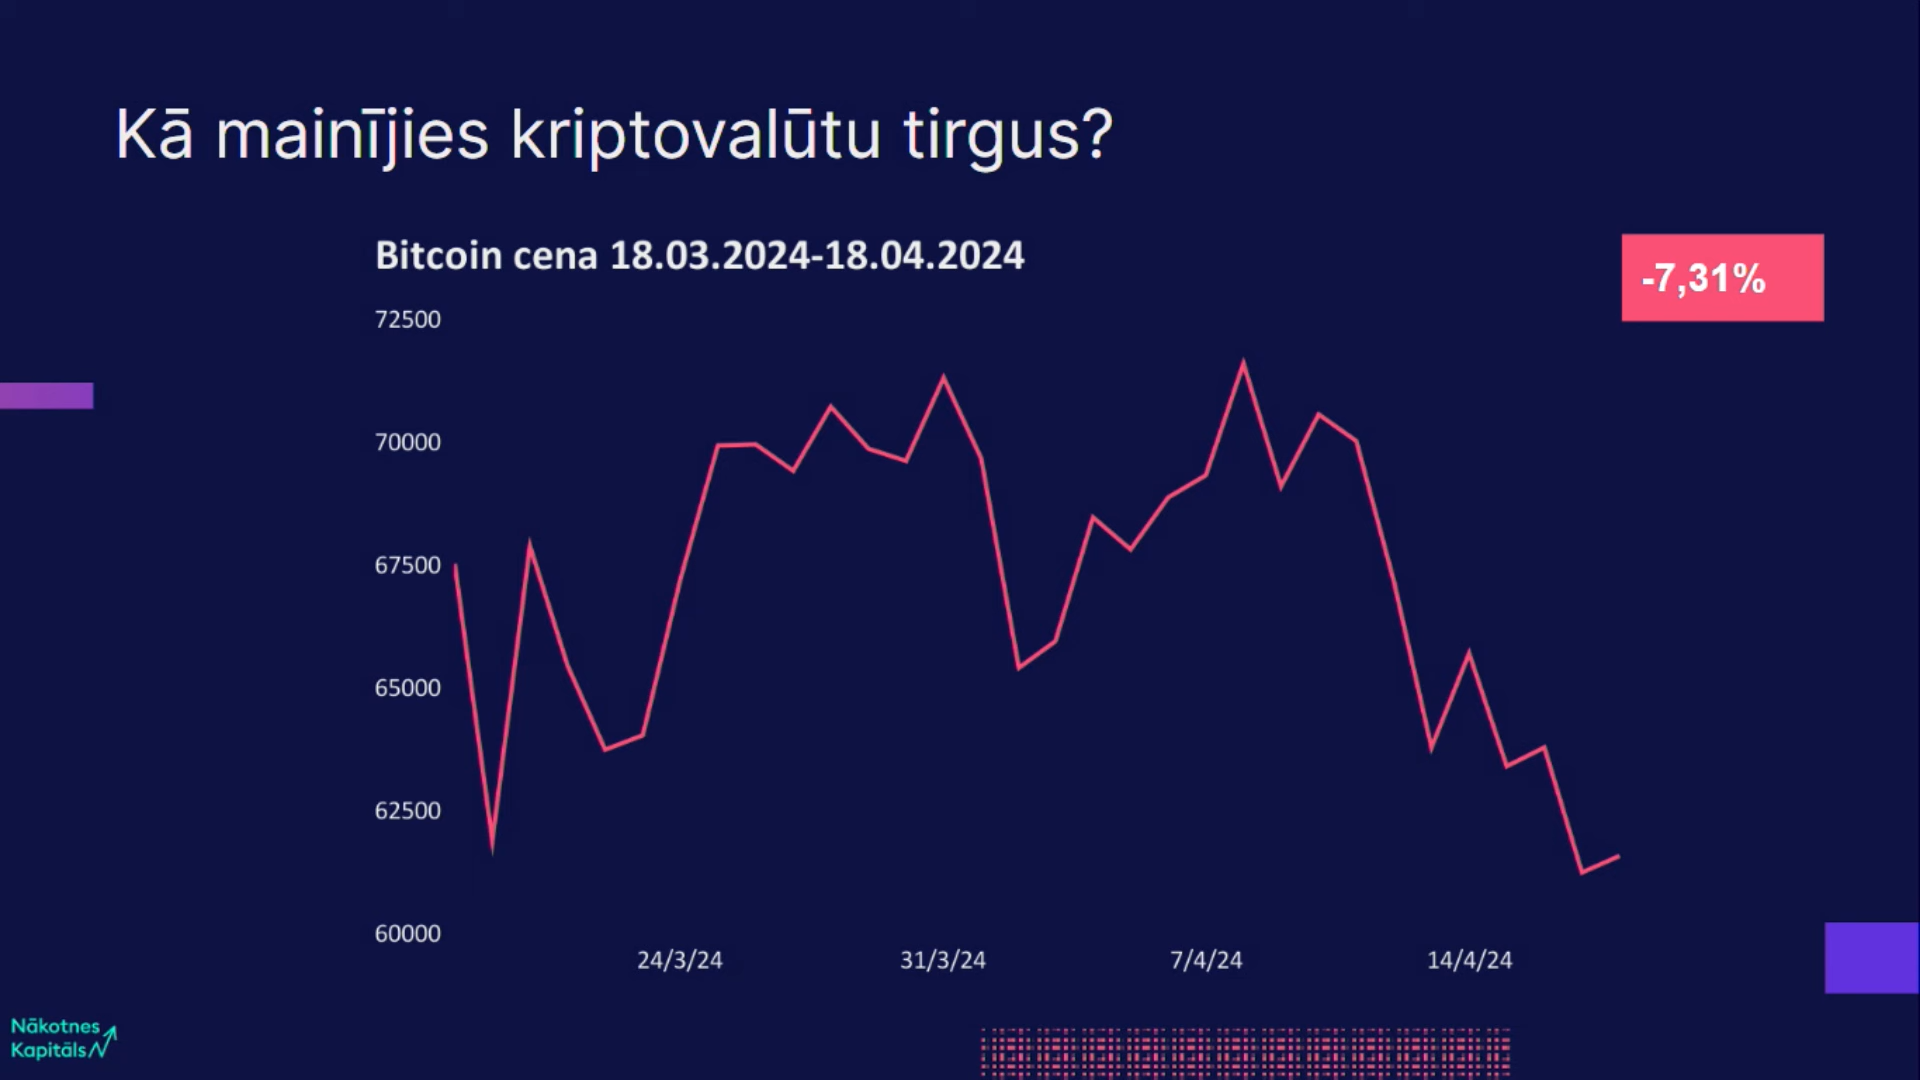 Kā mainījies kriptovalūtu tirgus?
Bitcoin cena 18.03.2024-18.04.2024
-7,31%
72500
70000
67500
65000
62500
60000
24/3/24 31/3/24 7/4/24 14/4/24
Nākotnes
Kapitāls